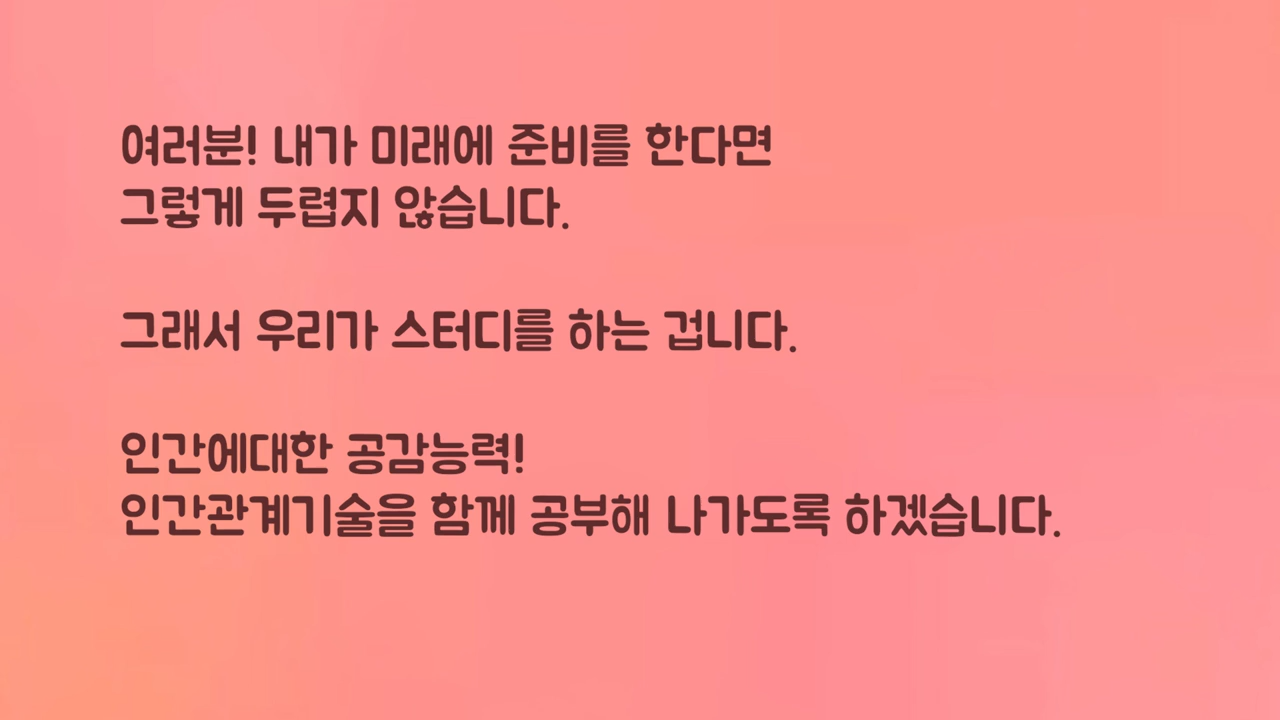 여러분! 내가 미래에 준비를 한다면
그렇게 두렵지 않습니다.
그래서 우리가 스터디를 하는 겁니다.
인간에대한 공감능력!
인간관계기술을 함께 공부해 나가도록 하겠습니다.